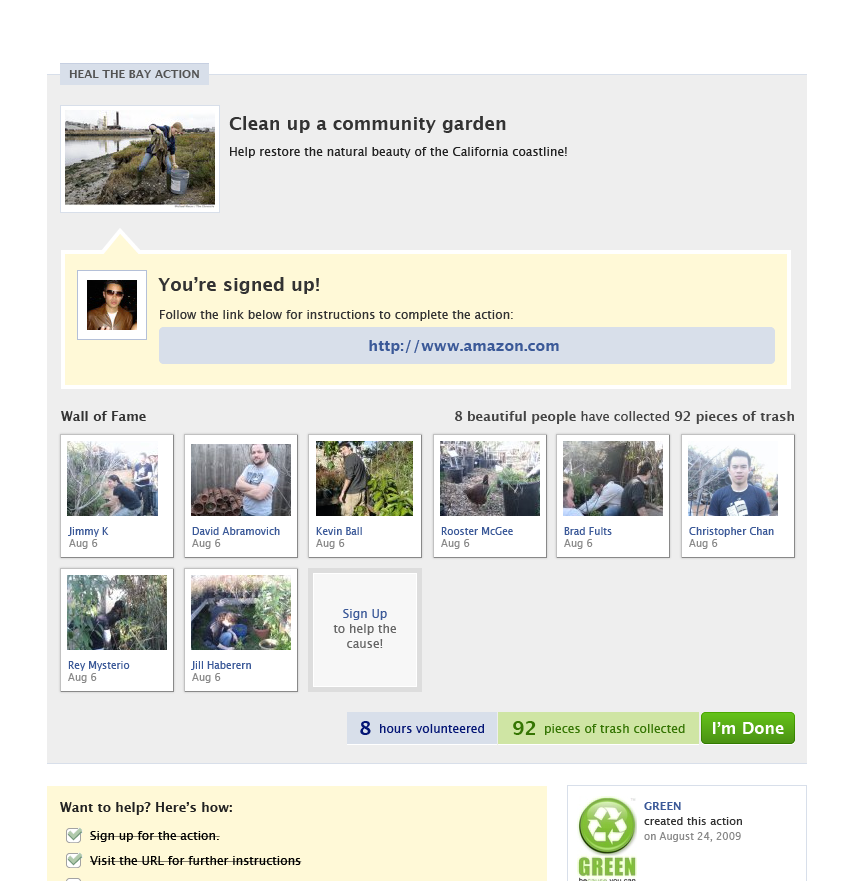 HEAL THE BAY ACTION
Clean up a community garden
Help restore the natural beauty of the California coastline!
You're signed up!
Follow the link below for instructions to complete the action:
http://www.amazon.com
Wall of Fame
8 beautiful people have collected 92 pieces of trash
Jimmy K
Aug 6
David Abramovich
Aug 6
Kevin Ball
Aug 6
Rooster McGee
Aug 6
Brad Fults
Aug 6
Christopher Chan
Aug 6
Rey Mysterio
Aug 6
Jill Haberern
Aug 6
Sign Up
to help the
cause!
8 hours volunteered
92 pieces of trash collected
I'm Done
Want to help? Here's how:
Sign up for the action.
Visit the URL for further instructions
GREEN
created this action
on August 24, 2009
GREEN
because you can